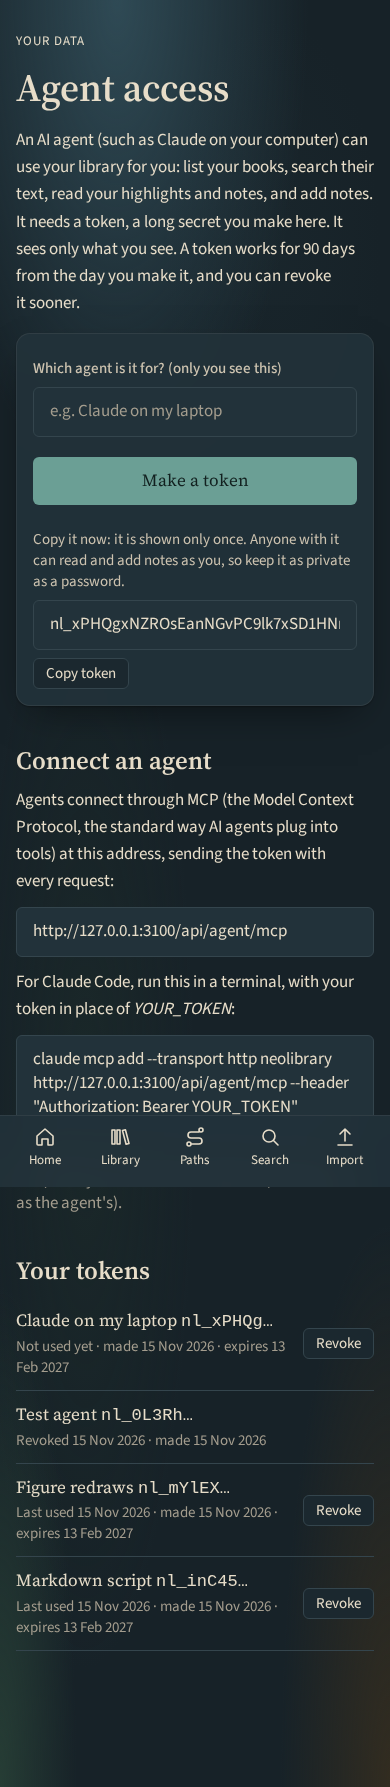 YOUR DATA
Agent access
An AI agent (such as Claude on your computer) can
use your library for you: list your books, search their
text, read your highlights and notes, and add notes.
It needs a token, a long secret you make here. It
sees only what you see. A token works for 90 days
from the day you make it, and you can revoke
it sooner.
Which agent is it for? (only you see this)
e.g. Claude on my laptop
Make a token
Copy it now: it is shown only once. Anyone with it
can read and add notes as you, so keep it as private
as a password.
nl_xPHQgxNZROsEanNGvPC9lk7xSD1HN
Copy token
Connect an agent
Agents connect through MCP (the Model Context
Protocol, the standard way AI agents plug into
tools) at this address, sending the token with
every request:
http://127.0.0.1:3100/api/agent/mcp
For Claude Code, run this in a terminal, with your
token in place of YOUR_TOKEN:
claude mcp add --transport http neolibrary
http://127.0.0.1:3100/api/agent/mcp --header
"Authorization: Bearer YOUR_TOKEN"
Home Library Paths Search Import
as the agent's).
Your tokens
Claude on my laptop nl_xPHQg…
Not used yet · made 15 Nov 2026 · expires 13
Feb 2027
Revoke
Test agent nl_0L3Rh…
Revoked 15 Nov 2026 · made 15 Nov 2026
Figure redraws nl_mYlEX…
Last used 15 Nov 2026 · made 15 Nov 2026 ·
expires 13 Feb 2027
Revoke
Markdown script nl_inC45…
Last used 15 Nov 2026 · made 15 Nov 2026 ·
expires 13 Feb 2027
Revoke